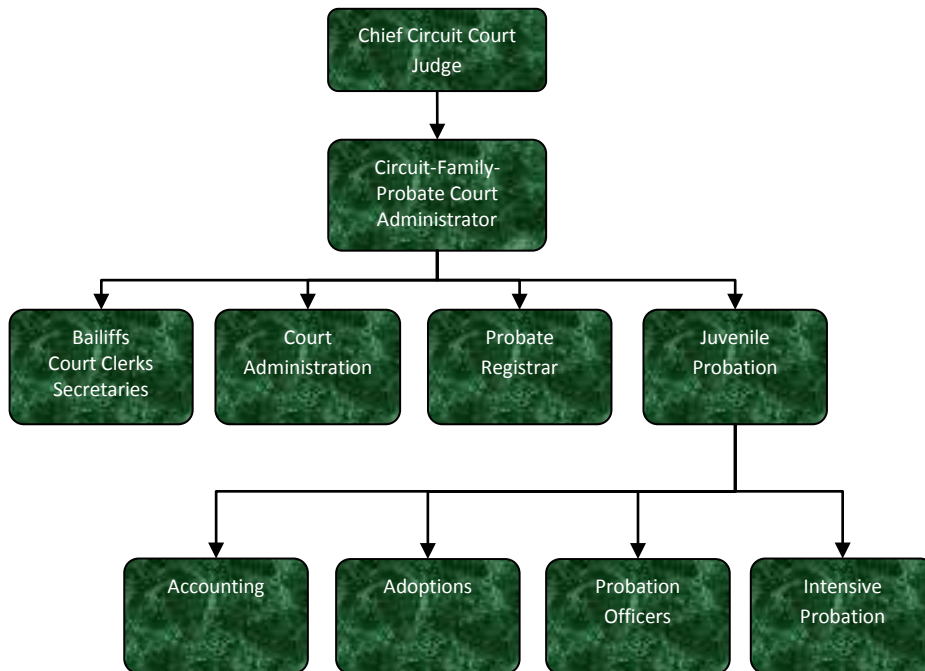 Chief Circuit Court
Judge
Circuit-Family-
Probate Court
Administrator
Bailiffs
Court Clerks
Secretaries
Court
Administration
Probate
Registrar
Juvenile
Probation
Accounting
Adoptions
Probation
Officers
Intensive
Probation